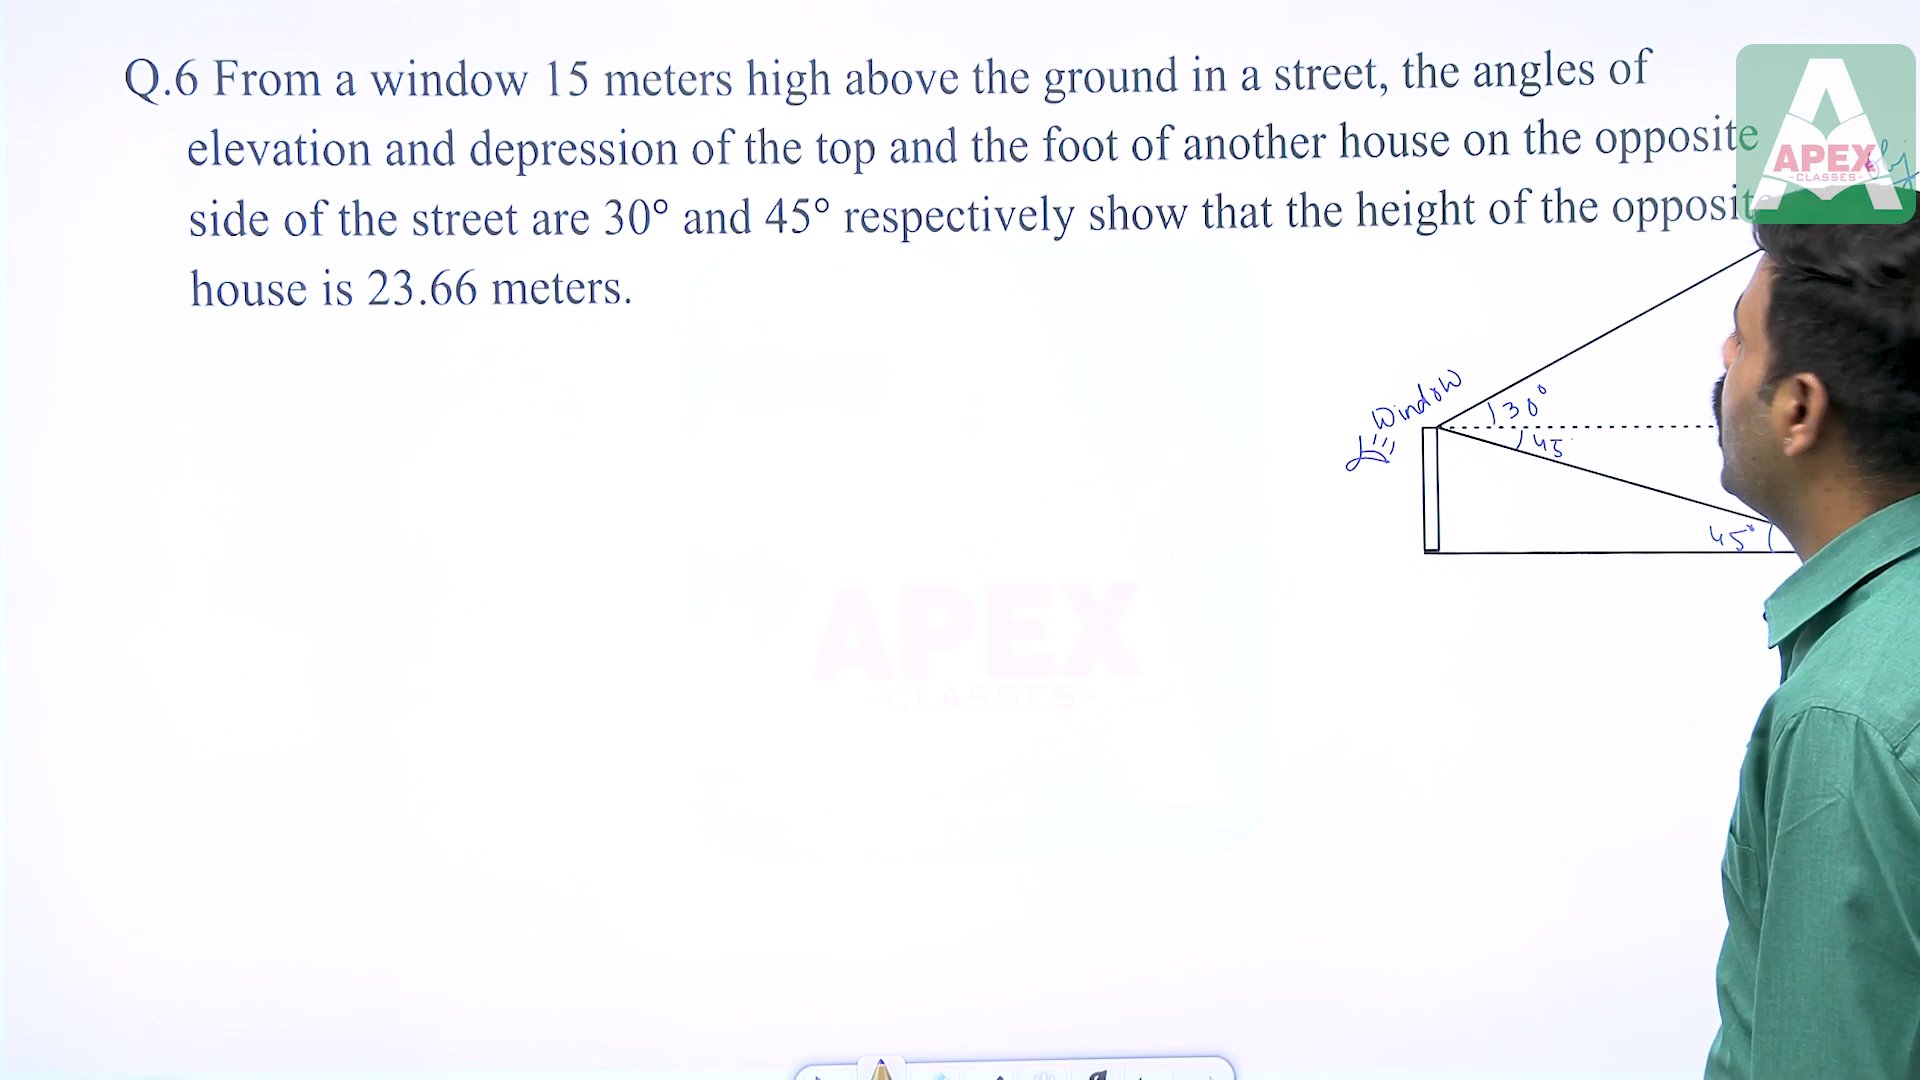 Q.6 From a window 15 meters high above the ground in a street, the angles of
elevation and depression of the top and the foot of another house on the opposite
side of the street are 30° and 45° respectively show that the height of the opposit
house is 23.66 meters.
APEX
-CLASSES-
Window
30°
45
45°
APEX
-CLASSES-